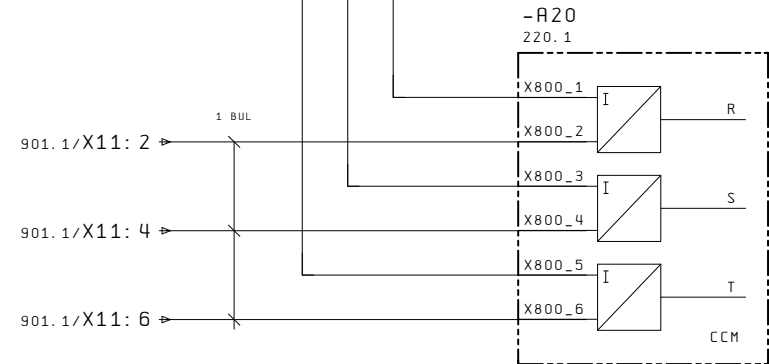 -A20
220.1
X800_1
I
R
1 BUL
X800_2
901.1/X11:2
X800_3
I
S
X800_4
901.1/X11:4
X800_5
I
T
X800_6
901.1/X11:6
CCM